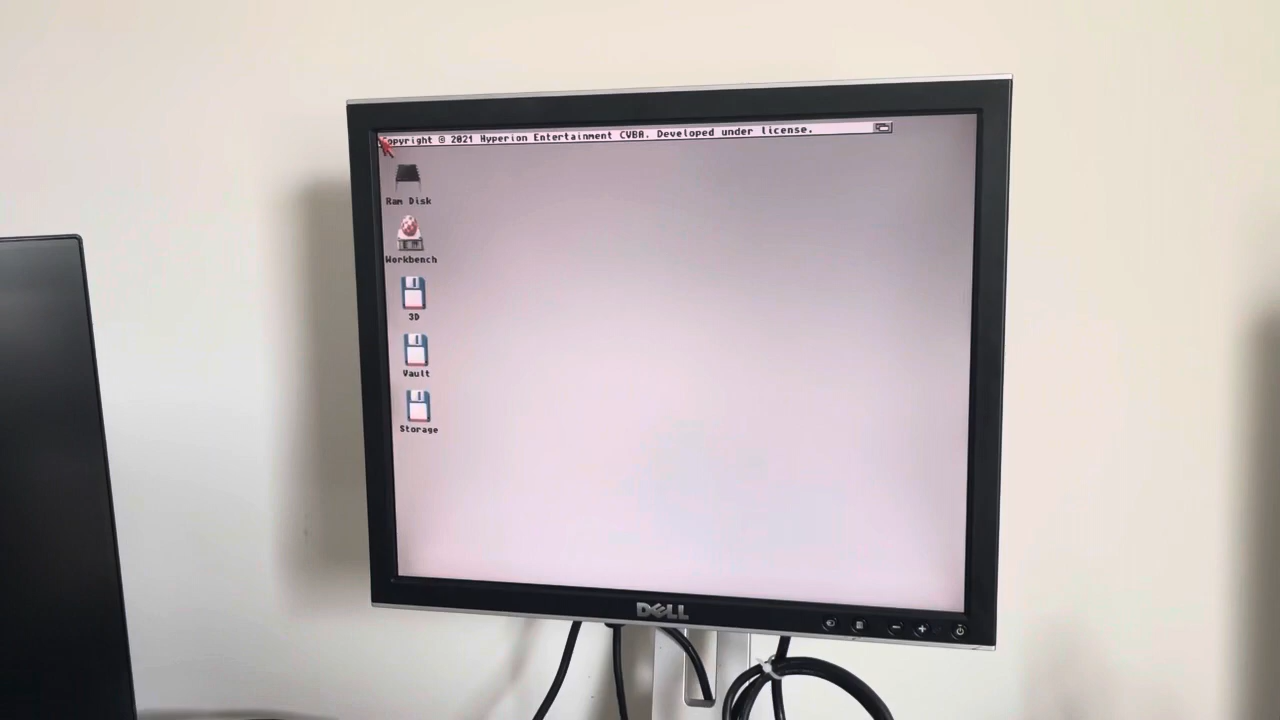 Copyright © 2021 Hyperion Entertainment CVBA. Developed under license.
Ram Disk
Workbench
3D
Vault
Storage
DELL